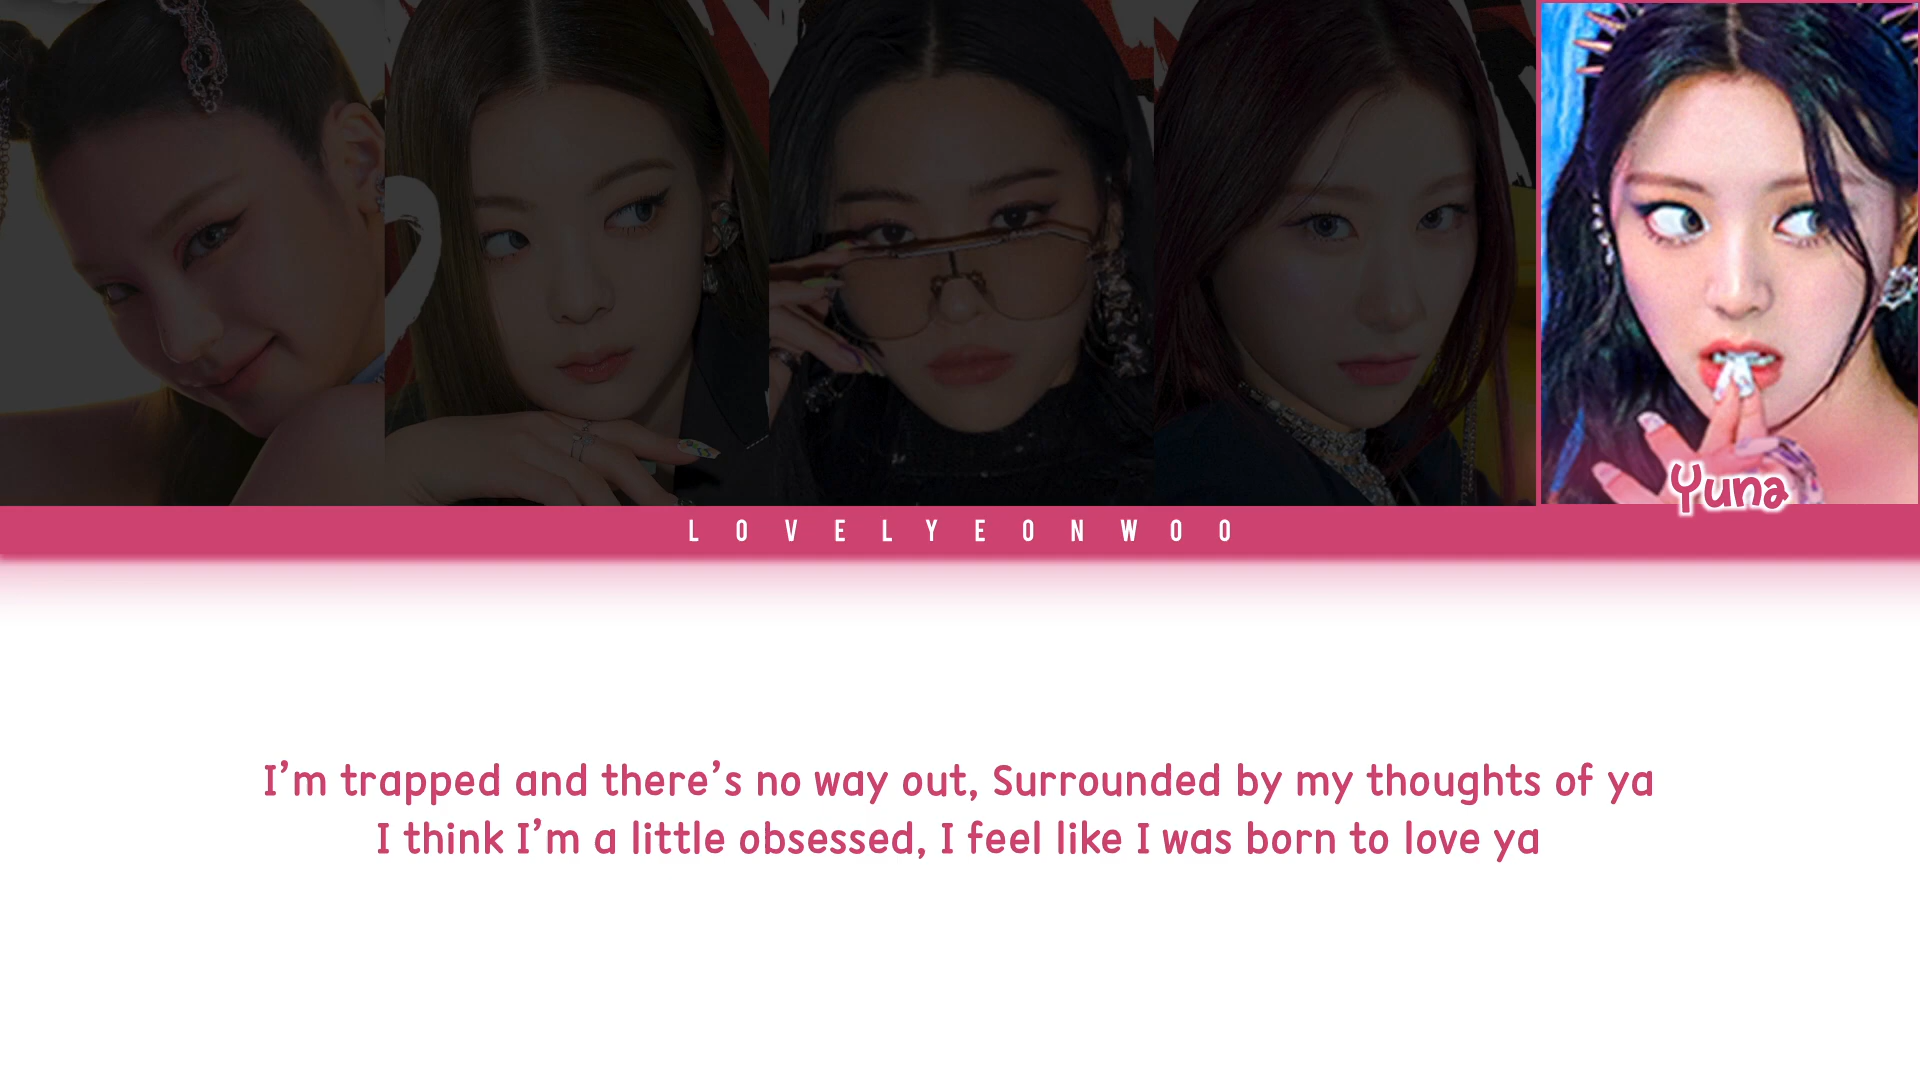 Yuna
LOVELYEONWOO
I'm trapped and there's no way out, Surrounded by my thoughts of ya
I think I'm a little obsessed, I feel like I was born to love ya